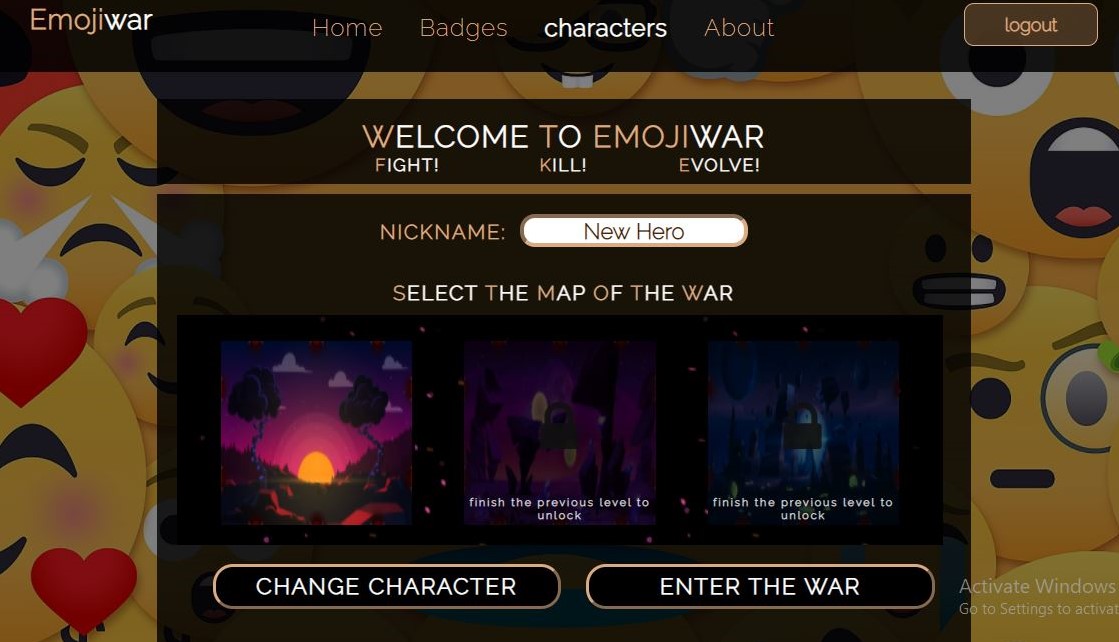 Emojiwar
Home Badges characters About logout
WELCOME TO EMOJIWAR
FIGHT! KILL! EVOLVE!
NICKNAME: New Hero
SELECT THE MAP OF THE WAR
finish the previous level to
unlock
finish the previous level to
unlock
CHANGE CHARACTER ENTER THE WAR
Activate Windows
Go to Settings to activat